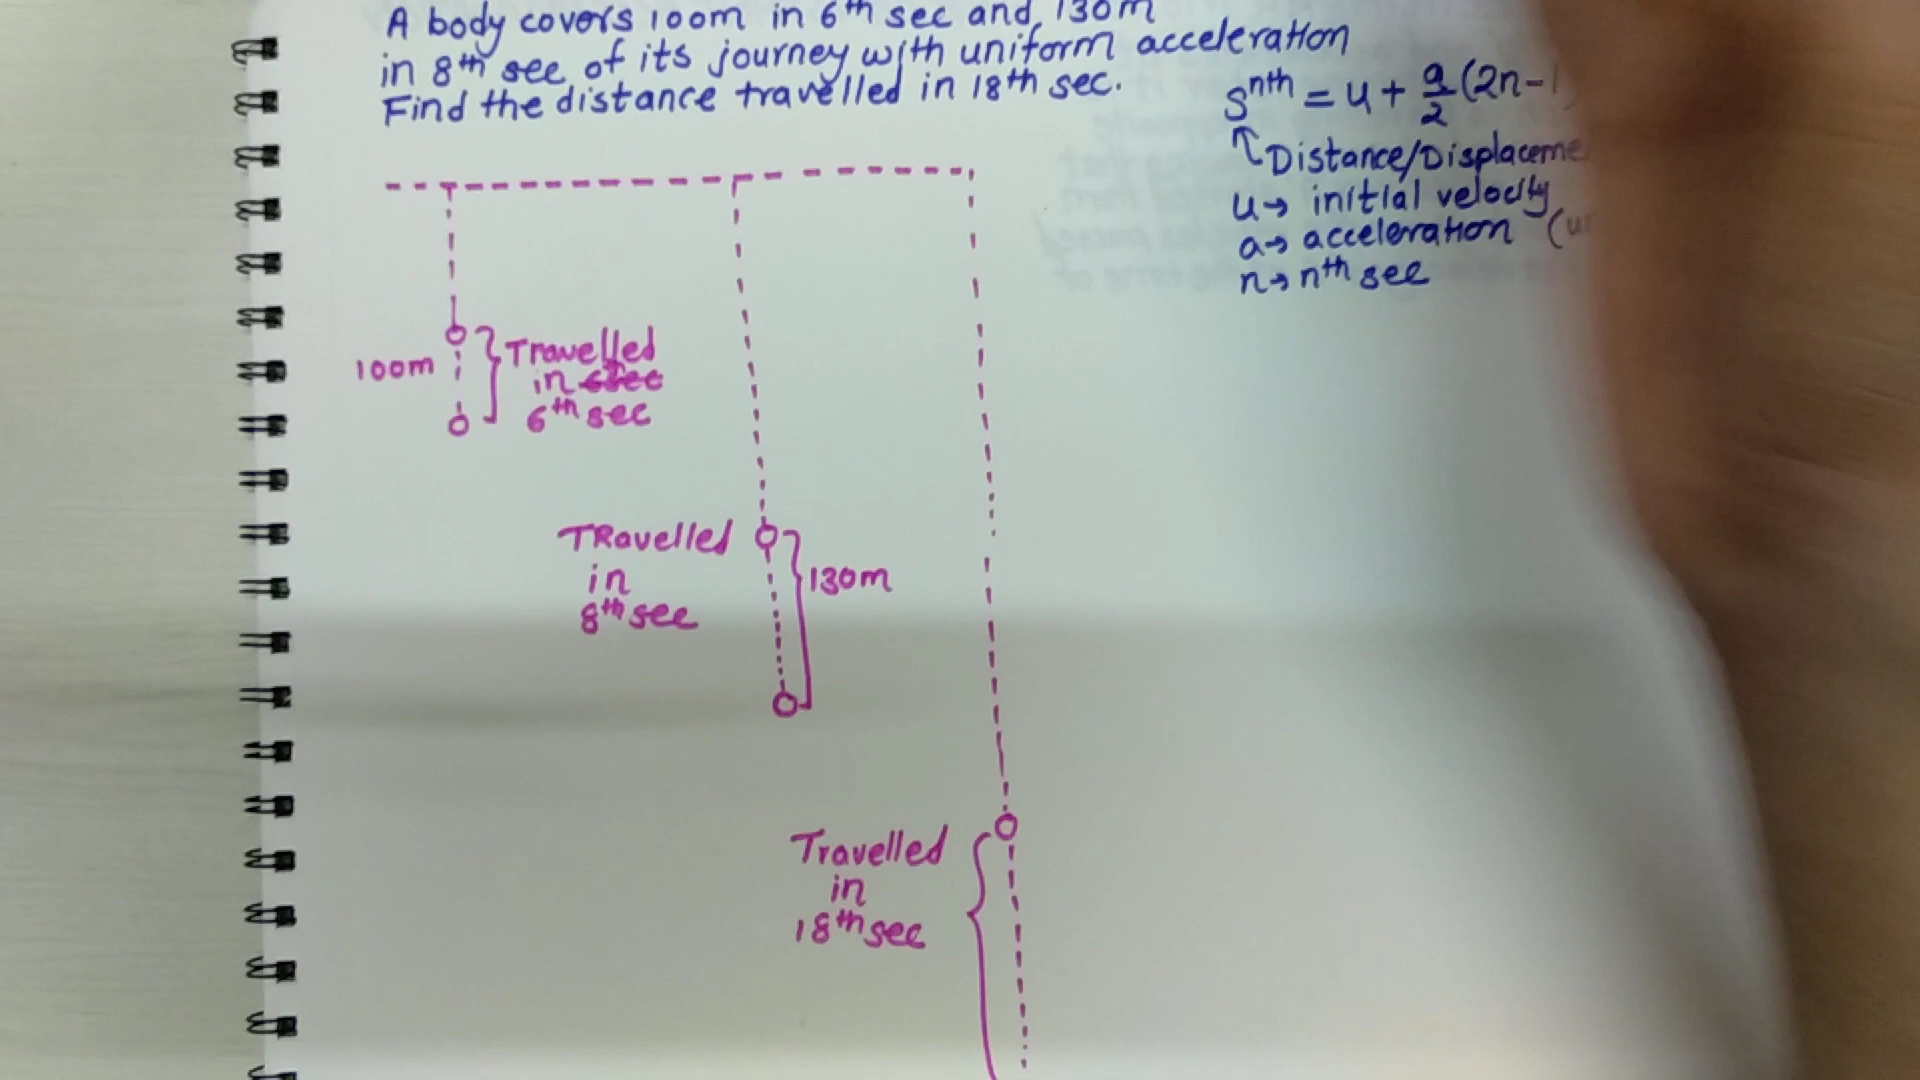 A body covers 100m in 6th sec and, 130m
in 8th sec of its journey with uniform acceleration
Find the distance travelled in 18th sec.
S^nth = u + a/2 (2n-1
Distance/Displaceme
u → initial velocity
a → acceleration (u
n → nth sec
100m
Travelled
in 6sec
6th sec
TRavelled
in
8th sec
130m
Travelled
in
18th sec